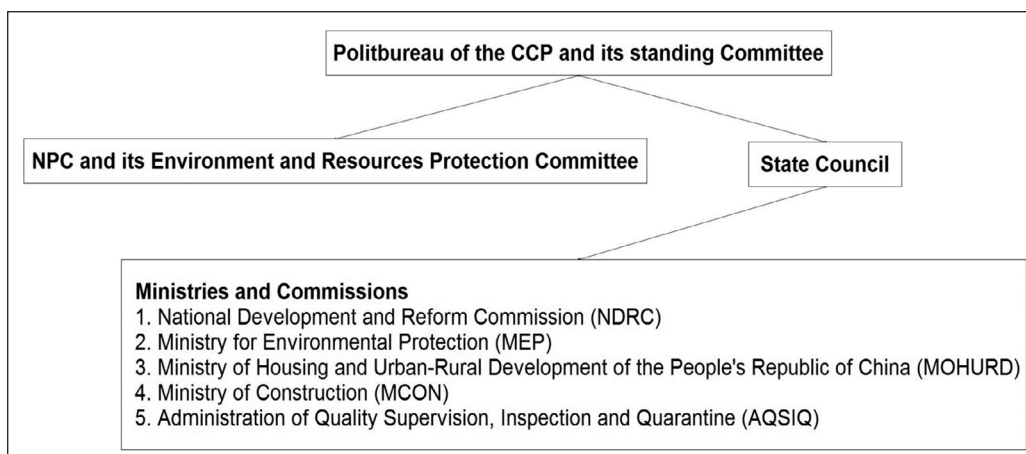 Politbureau of the CCP and its standing Committee
NPC and its Environment and Resources Protection Committee
State Council
Ministries and Commissions
1. National Development and Reform Commission (NDRC)
2. Ministry for Environmental Protection (MEP)
3. Ministry of Housing and Urban-Rural Development of the People's Republic of China (MOHURD)
4. Ministry of Construction (MCON)
5. Administration of Quality Supervision, Inspection and Quarantine (AQSIQ)